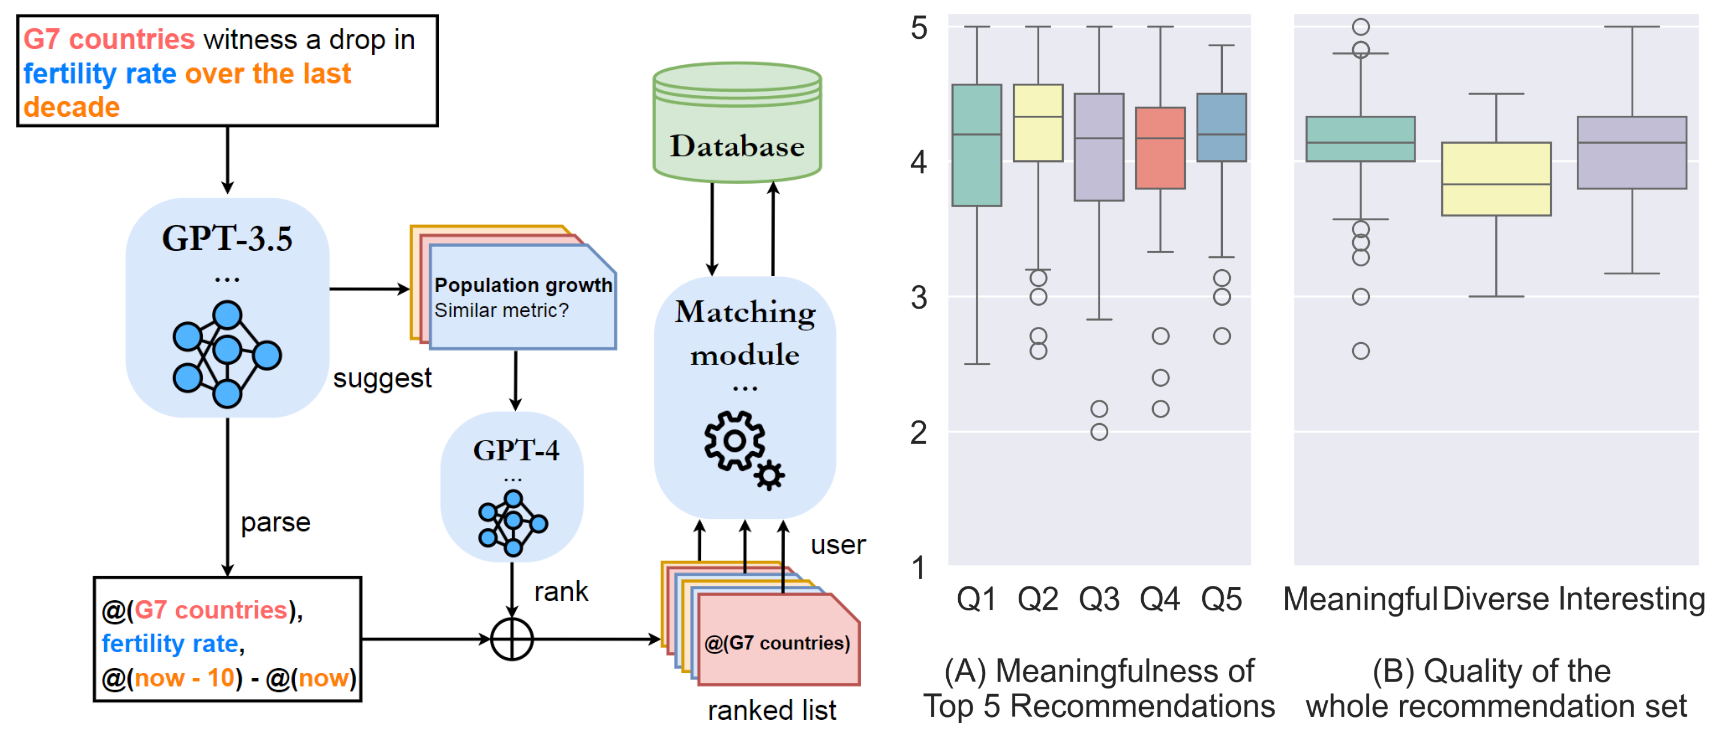 G7 countries witness a drop in
fertility rate over the last
decade
GPT-3.5
...
suggest
parse
Population growth
Similar metric?
GPT-4
...
rank
@(G7 countries),
fertility rate,
@(now - 10) - @(now)
Database
Matching
module
...
user
@(G7 countries)
ranked list
5
4
3
2
1
Q1 Q2 Q3 Q4 Q5
(A) Meaningfulness of
Top 5 Recommendations
Meaningful Diverse Interesting
(B) Quality of the
whole recommendation set